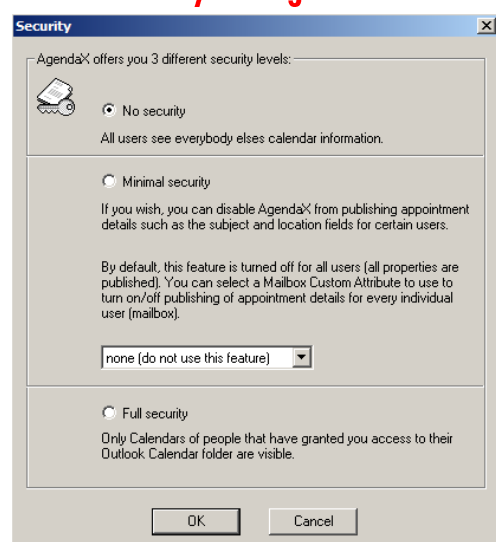 Security
AgendaX offers you 3 different security levels:
No security
All users see everybody elses calendar information.
Minimal security
If you wish, you can disable AgendaX from publishing appointment
details such as the subject and location fields for certain users.
By default, this feature is turned off for all users (all properties are
published). You can select a Mailbox Custom Attribute to use to
turn on/off publishing of appointment details for every individual
user (mailbox).
none (do not use this feature)
Full security
Only Calendars of people that have granted you access to their
Outlook Calendar folder are visible.
OK
Cancel